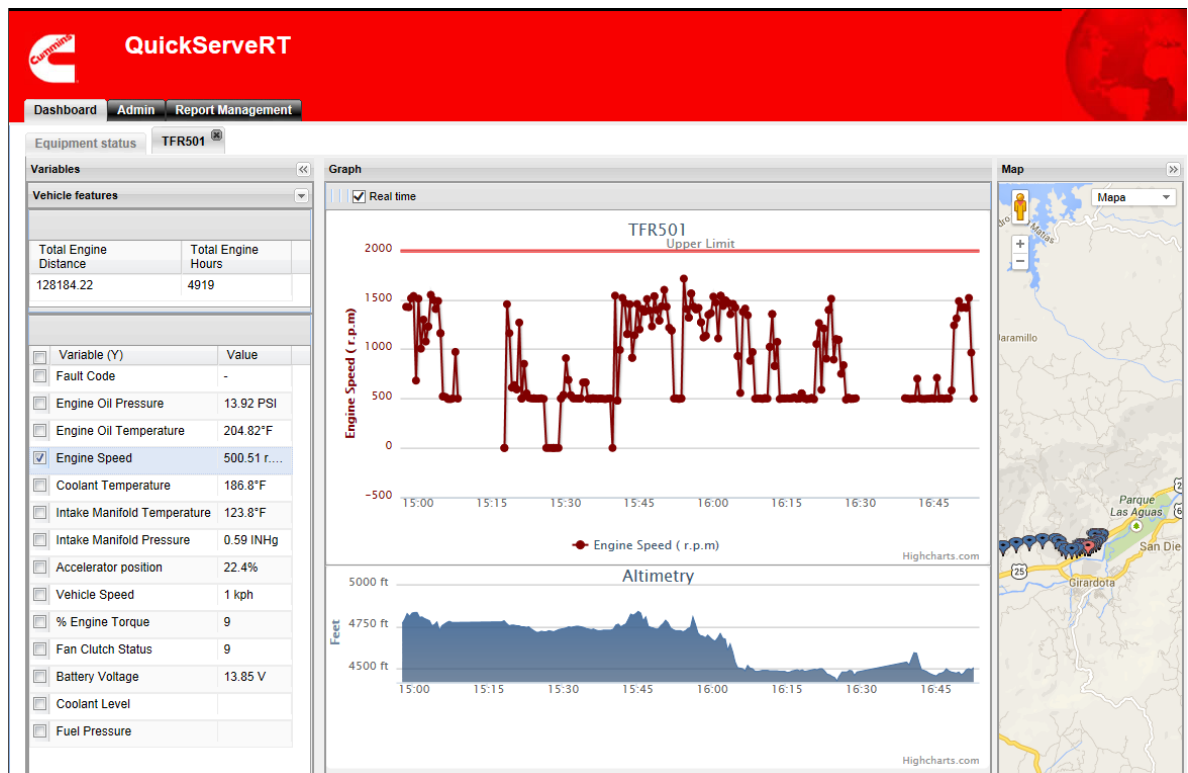 Cummins
QuickServeRT
Dashboard Admin Report Management
Equipment status TFR501
Variables
Vehicle features
Total Engine Distance Total Engine Hours
128184.22 4919
Variable (Y) Value
Fault Code -
Engine Oil Pressure 13.92 PSI
Engine Oil Temperature 204.82°F
Engine Speed 500.51 r....
Coolant Temperature 186.8°F
Intake Manifold Temperature 123.8°F
Intake Manifold Pressure 0.59 INHg
Accelerator position 22.4%
Vehicle Speed 1 kph
% Engine Torque 9
Fan Clutch Status 9
Battery Voltage 13.85 V
Coolant Level
Fuel Pressure
Graph
Real time
TFR501
Upper Limit
Engine Speed ( r.p.m)
2000
1500
1000
500
0
-500
15:00 15:15 15:30 15:45 16:00 16:15 16:30 16:45
Engine Speed ( r.p.m)
Highcharts.com
Altimetry
Feet
5000 ft
4750 ft
4500 ft
15:00 15:15 15:30 15:45 16:00 16:15 16:30 16:45
Highcharts.com
Map
Mapa
+
−
Jaramillo
Parque
Las Aguas
San Die
25
Girardota